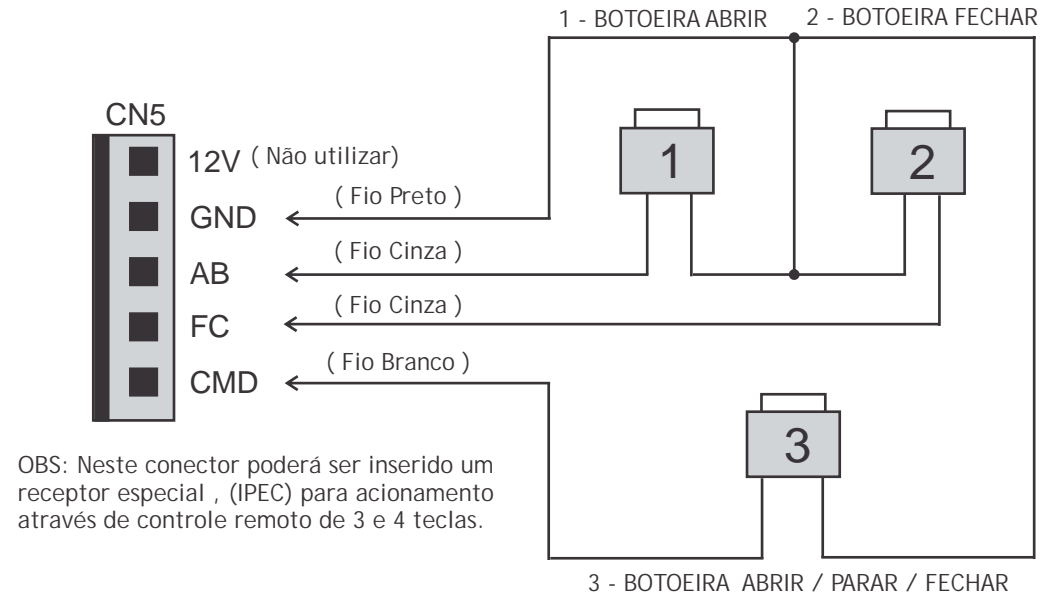 1 - BOTOEIRA ABRIR
2 - BOTOEIRA FECHAR
CN5
12V ( Não utilizar)
GND
( Fio Preto )
AB
( Fio Cinza )
FC
( Fio Cinza )
CMD
( Fio Branco )
1
2
3
OBS: Neste conector poderá ser inserido um
receptor especial , (IPEC) para acionamento
através de controle remoto de 3 e 4 teclas.
3 - BOTOEIRA ABRIR / PARAR / FECHAR